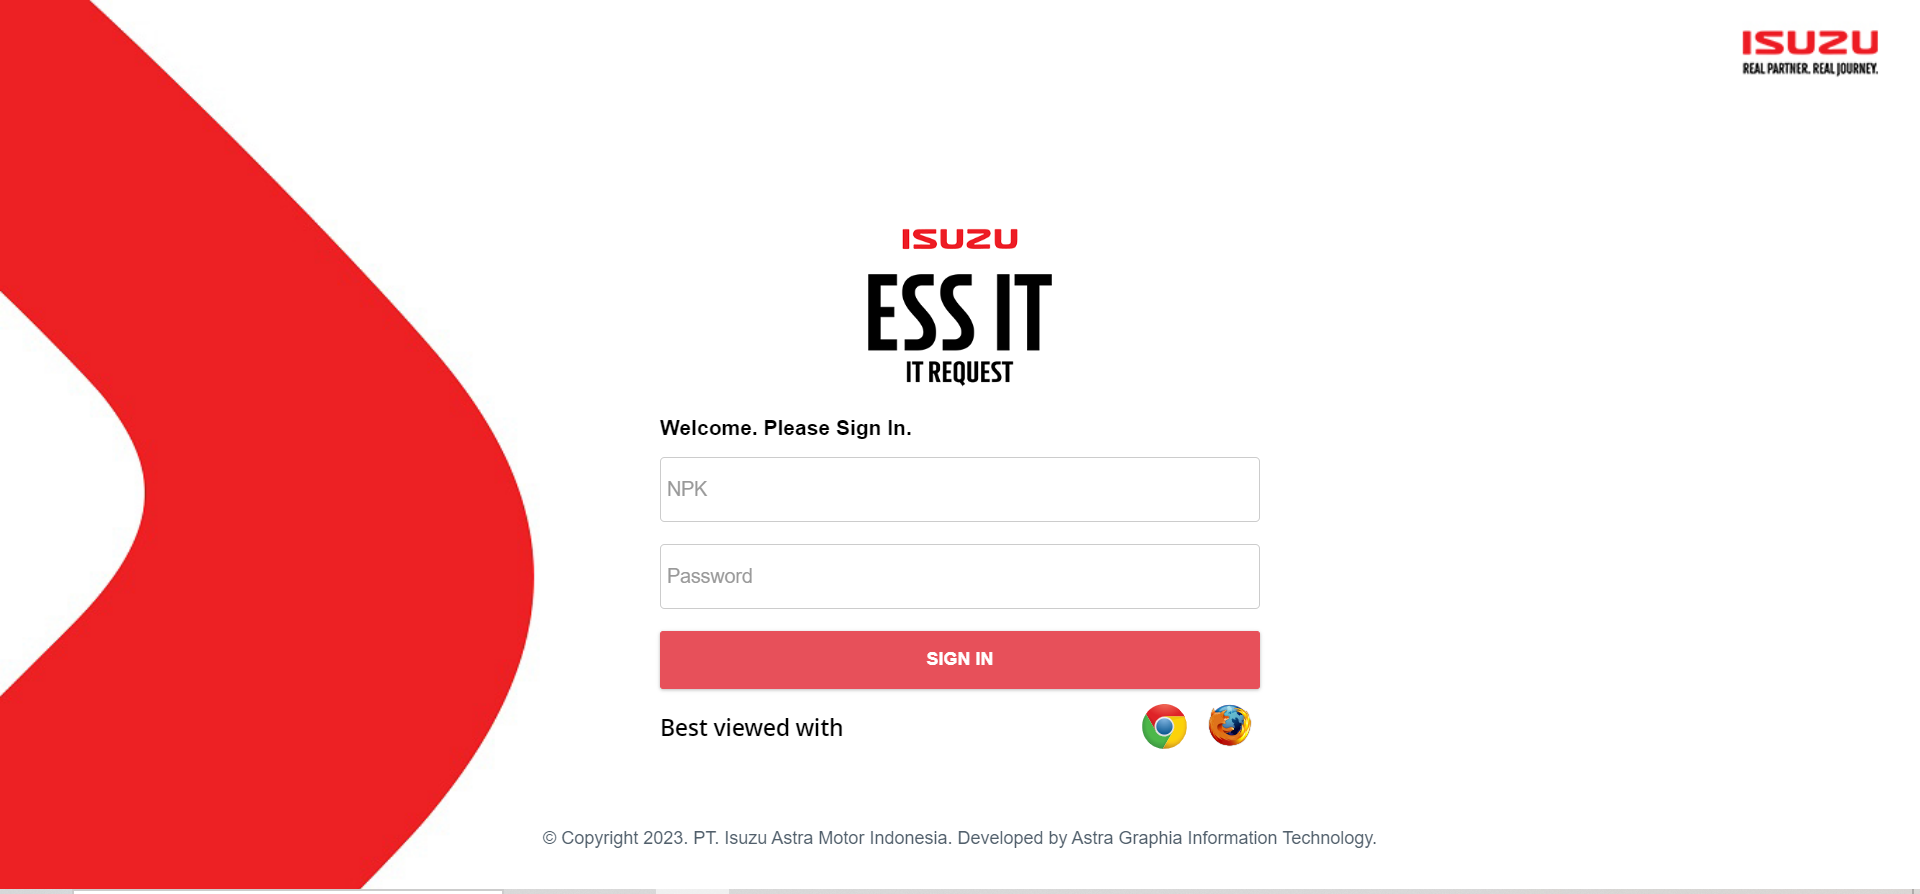 ISUZU
REAL PARTNER. REAL JOURNEY.
ISUZU
ESS IT
IT REQUEST
Welcome. Please Sign In.
NPK
Password
SIGN IN
Best viewed with
© Copyright 2023. PT. Isuzu Astra Motor Indonesia. Developed by Astra Graphia Information Technology.